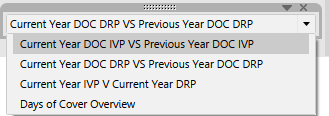 Current Year DOC DRP VS Previous Year DOC DRP
Current Year DOC IVP VS Previous Year DOC IVP
Current Year DOC DRP VS Previous Year DOC DRP
Current Year IVP V Current Year DRP
Days of Cover Overview